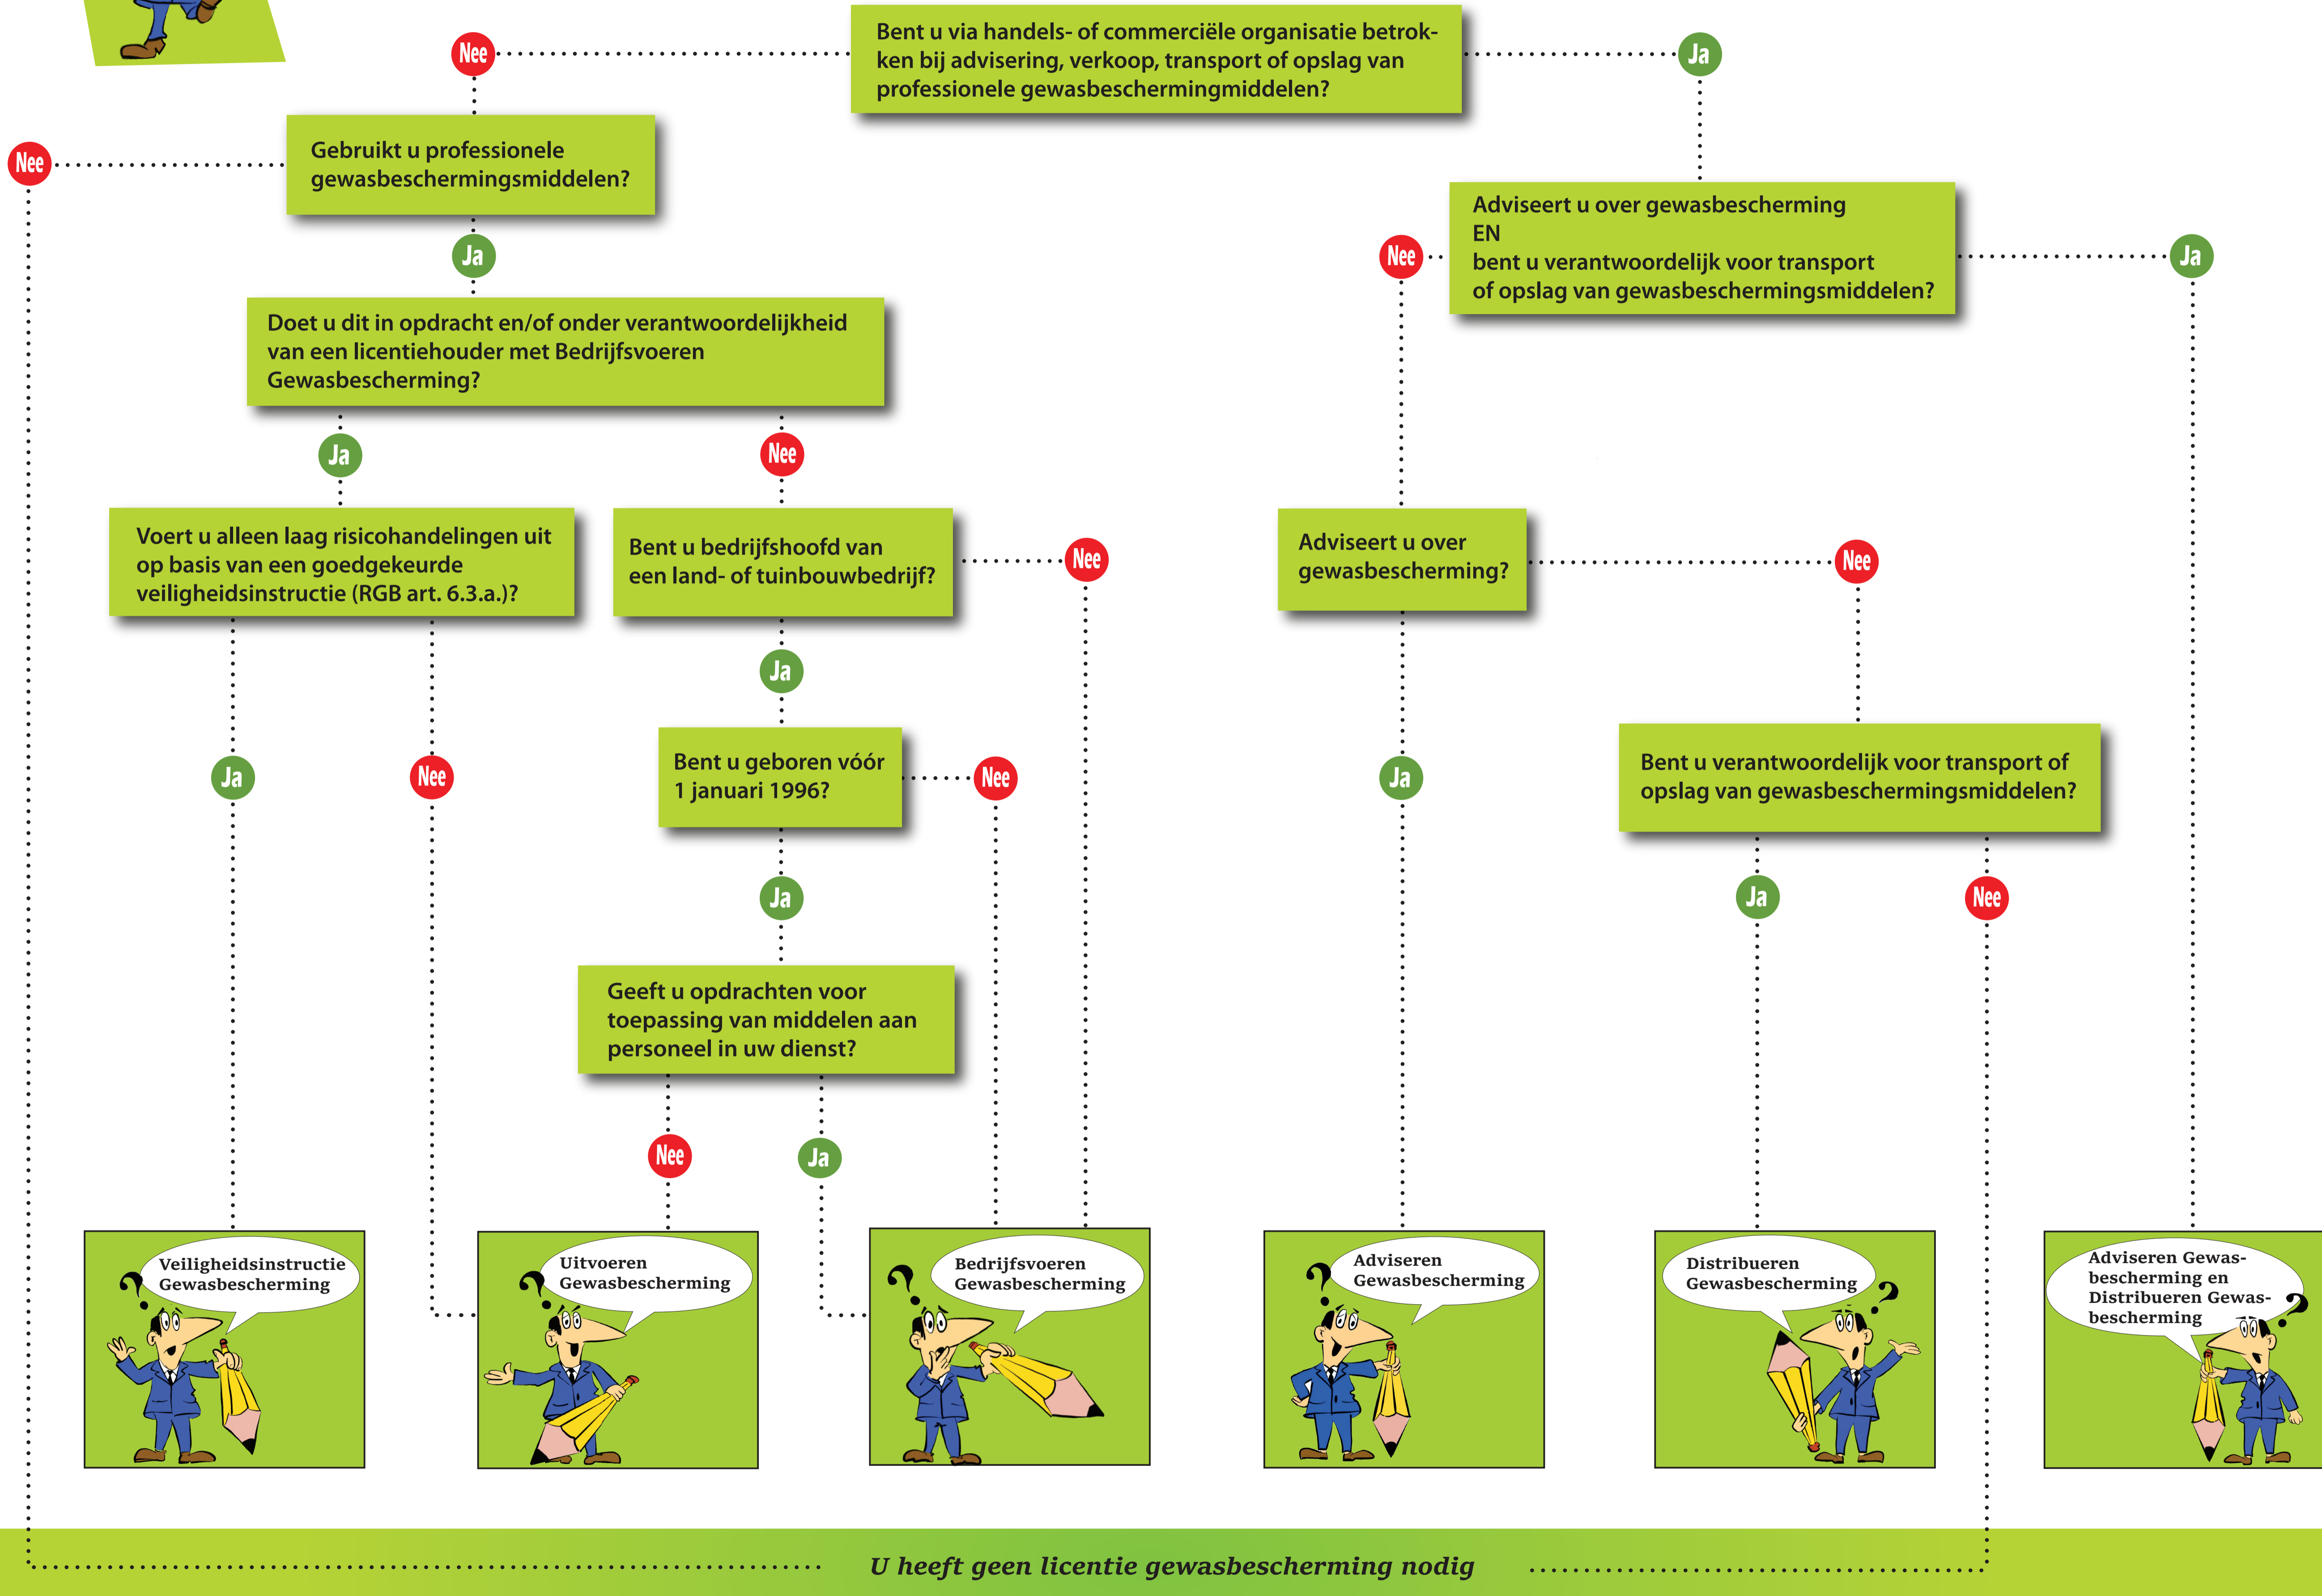 Bent u via handels- of commerciële organisatie betrok-
ken bij advisering, verkoop, transport of opslag van
professionele gewasbeschermingmiddelen?
Nee
Ja
Gebruikt u professionele
gewasbeschermingsmiddelen?
Nee
Ja
Adviseert u over gewasbescherming
EN
bent u verantwoordelijk voor transport
of opslag van gewasbeschermingsmiddelen?
Nee
Ja
Doet u dit in opdracht en/of onder verantwoordelijkheid
van een licentiehouder met Bedrijfsvoeren
Gewasbescherming?
Ja
Nee
Voert u alleen laag risicohandelingen uit
op basis van een goedgekeurde
veiligheidsinstructie (RGB art. 6.3.a.)?
Bent u bedrijfshoofd van
een land- of tuinbouwbedrijf?
Nee
Adviseert u over
gewasbescherming?
Nee
Ja
Bent u geboren vóór
1 januari 1996?
Ja
Nee
Nee
Ja
Bent u verantwoordelijk voor transport of
opslag van gewasbeschermingsmiddelen?
Ja
Ja
Nee
Geeft u opdrachten voor
toepassing van middelen aan
personeel in uw dienst?
Nee
Ja
Veiligheidsinstructie
Gewasbescherming
?
Uitvoeren
Gewasbescherming
?
Bedrijfsvoeren
Gewasbescherming
?
Adviseren
Gewasbescherming
?
Distribueren
Gewasbescherming
?
Adviseren Gewas-
bescherming en
Distribueren Gewas-
bescherming
?
U heeft geen licentie gewasbescherming nodig